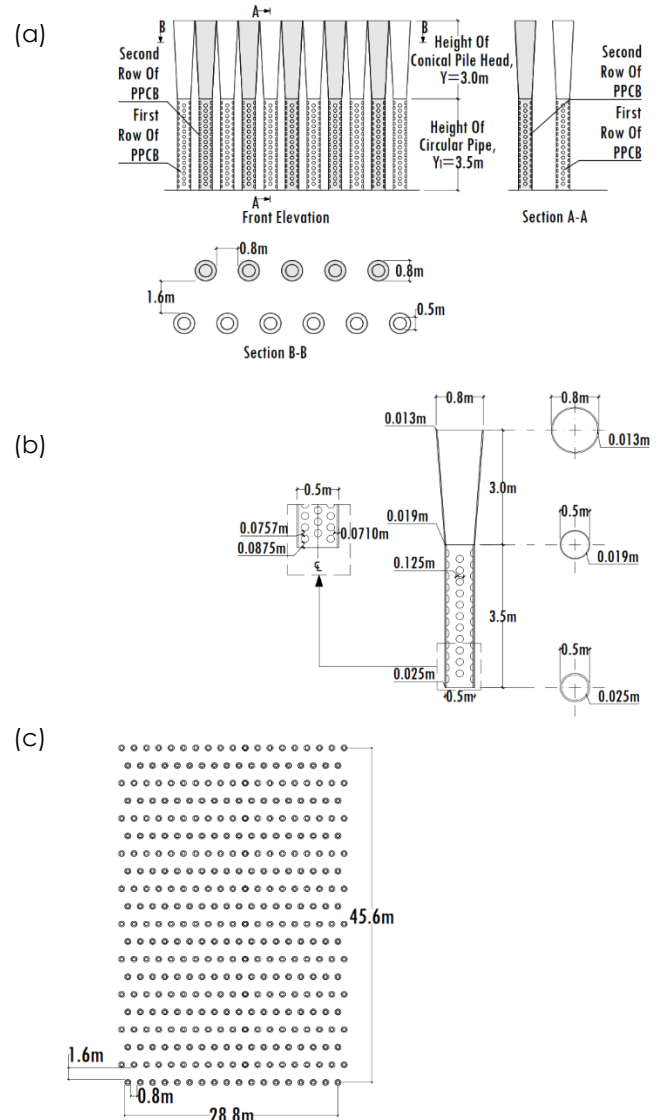 (a)
A
B
B
Second
Row Of
PPCB
First
Row Of
PPCB
Height Of
Conical Pile Head,
Y=3.0m
Height Of
Circular Pipe,
Y₁=3.5m
Second
Row Of
PPCB
First
Row Of
PPCB
A
Front Elevation
Section A-A
0.8m
0.8m
1.6m
0.5m
Section B-B
(b)
0.8m
0.8m
0.013m
0.013m
3.0m
0.5m
0.5m
0.019m
0.019m
0.0757m
0.0710m
0.0875m
0.125m
3.5m
℄
0.5m
0.025m
0.025m
0.5m
(c)
45.6m
1.6m
0.8m
28.8m